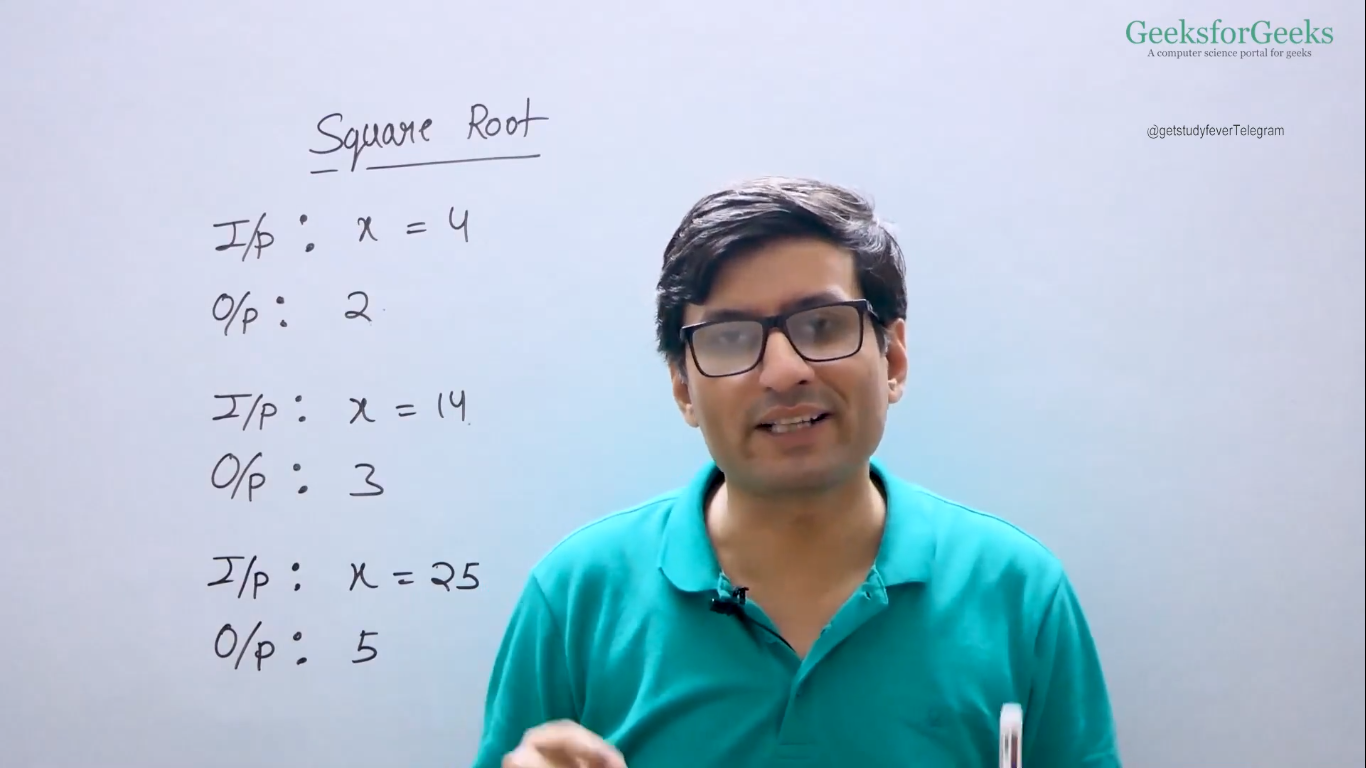 GeeksforGeeks
A computer science portal for geeks
@getstudyfeverTelegram
Square Root
I/p : x = 4
O/p : 2
I/p : x = 14
O/p : 3
I/p : x = 25
O/p : 5